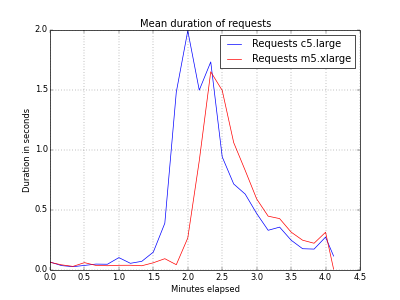 Mean duration of requests
Requests c5.large
Requests m5.xlarge
Duration in seconds
2.0
1.5
1.0
0.5
0.0
0.0 0.5 1.0 1.5 2.0 2.5 3.0 3.5 4.0 4.5
Minutes elapsed